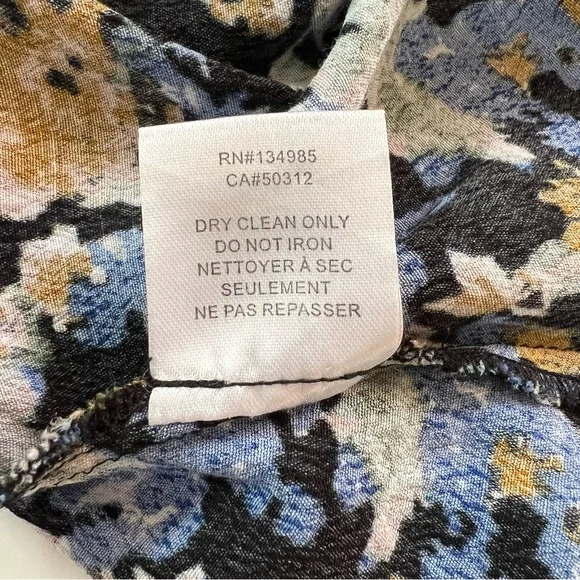 RN#134985
CA#50312
DRY CLEAN ONLY
DO NOT IRON
NETTOYER À SEC
SEULEMENT
NE PAS REPASSER